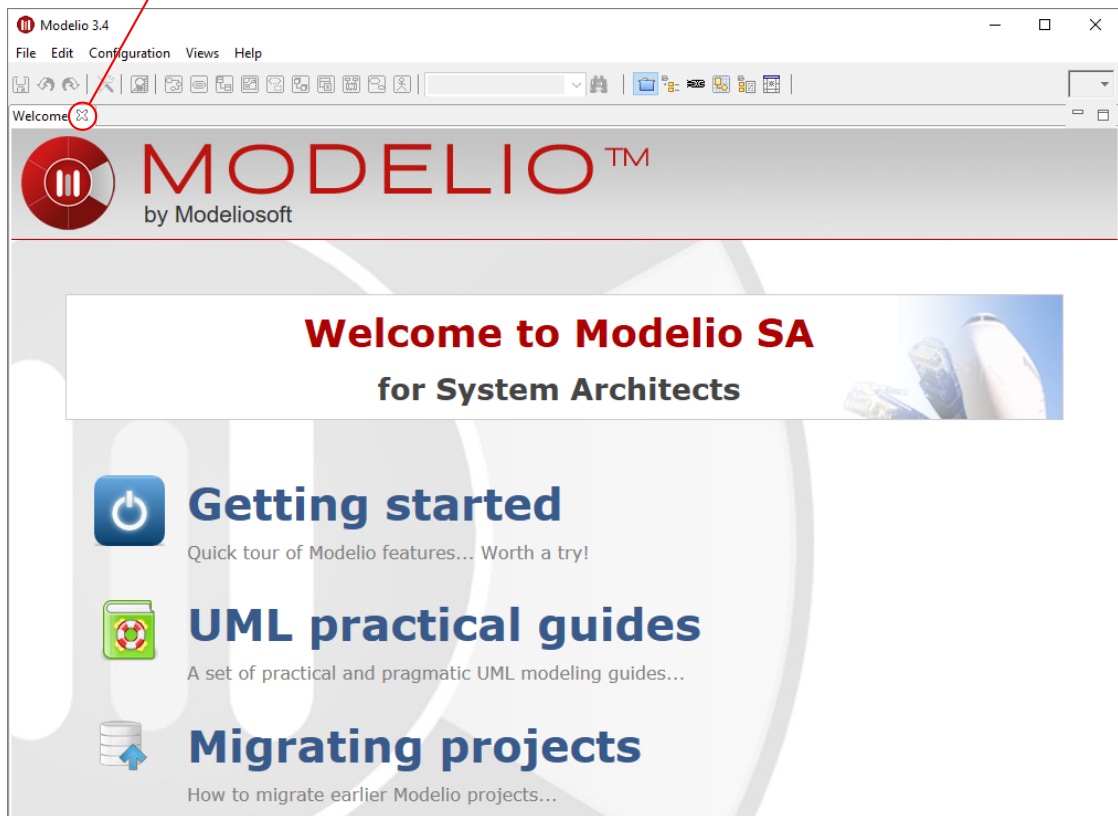 Modelio 3.4
File Edit Configuration Views Help
Welcome
MODELIO™
by Modeliosoft
Welcome to Modelio SA
for System Architects
Getting started
Quick tour of Modelio features... Worth a try!
UML practical guides
A set of practical and pragmatic UML modeling guides...
Migrating projects
How to migrate earlier Modelio projects...